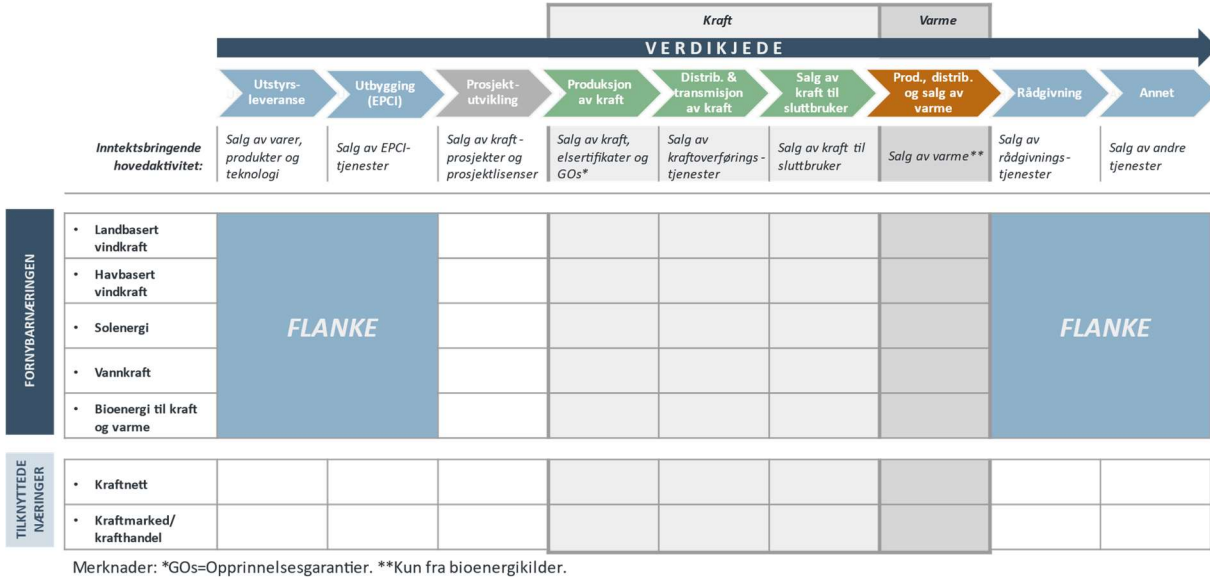 Kraft
Varme
VERDIKJEDE
Utstyrs-
leveranse
Utbygging
(EPCI)
Prosjekt-
utvikling
Produksjon
av kraft
Distrib. &
transmisjon
av kraft
Salg av
kraft til
sluttbruker
Prod., distrib.
og salg av
varme
Rådgivning
Annet
Inntektsbringende
hovedaktivitet:
Salg av varer,
produkter og
teknologi
Salg av EPCI-
tjenester
Salg av kraft-
prosjekter og
prosjektlisenser
Salg av kraft,
elsertifikater og
GOs*
Salg av
kraftoverførings-
tjenester
Salg av kraft til
sluttbruker
Salg av varme**
Salg av
rådgivnings-
tjenester
Salg av andre
tjenester
FORNYBARNÆRINGEN
• Landbasert
vindkraft
• Havbasert
vindkraft
• Solenergi
• Vannkraft
• Bioenergi til kraft
og varme
FLANKE
FLANKE
TILKNYTTEDE
NÆRINGER
• Kraftnett
• Kraftmarked/
krafthandel
Merknader: *GOs=Opprinnelsesgarantier. **Kun fra bioenergikilder.